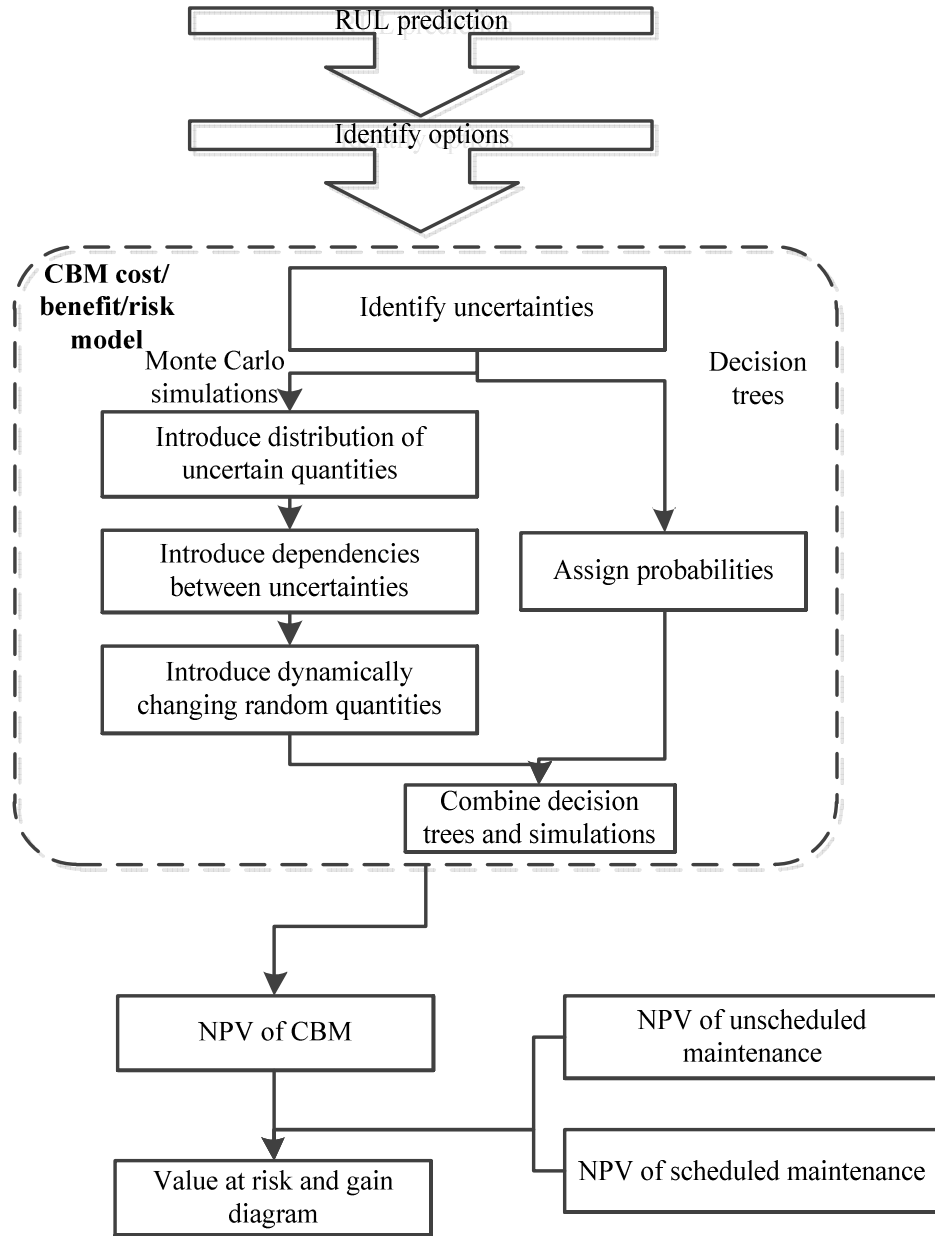 RUL prediction
Identify options
CBM cost/
benefit/risk
model
Identify uncertainties
Monte Carlo
simulations
Decision
trees
Introduce distribution of
uncertain quantities
Introduce dependencies
between uncertainties
Assign probabilities
Introduce dynamically
changing random quantities
Combine decision
trees and simulations
NPV of CBM
NPV of unscheduled
maintenance
Value at risk and gain
diagram
NPV of scheduled maintenance